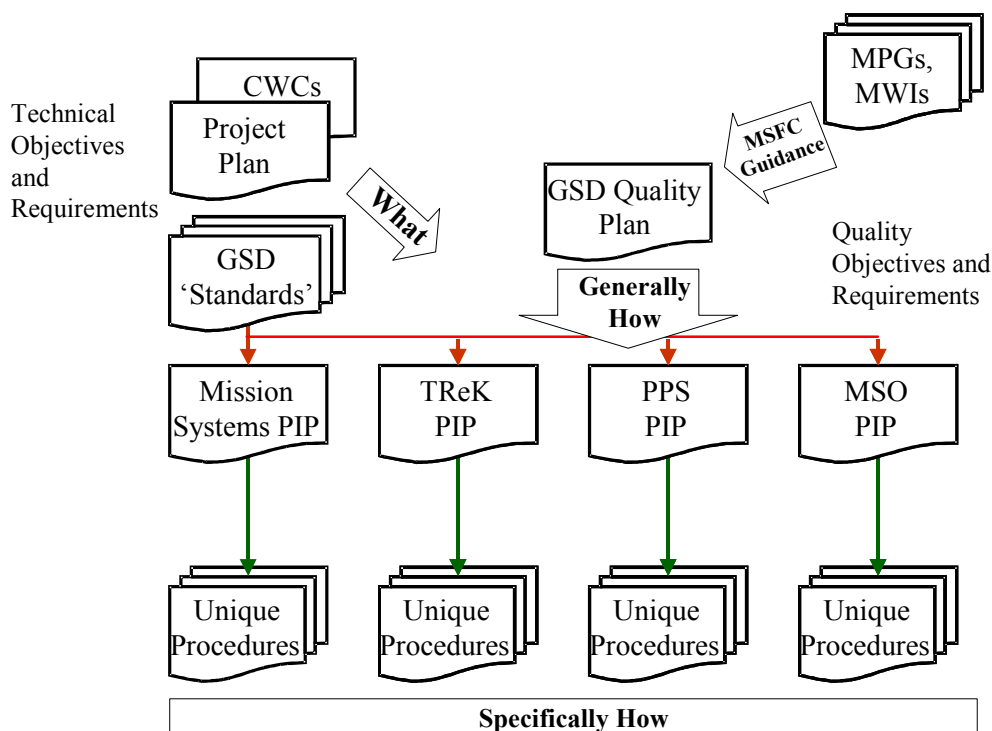 MPGs,
MWIs
CWCs
Project
Plan
Technical
Objectives
and
Requirements
MSFC
Guidance
What
GSD Quality
Plan
GSD
‘Standards’
Quality
Objectives and
Requirements
Generally
How
Mission
Systems PIP
TReK
PIP
PPS
PIP
MSO
PIP
Unique
Procedures
Unique
Procedures
Unique
Procedures
Unique
Procedures
Specifically How